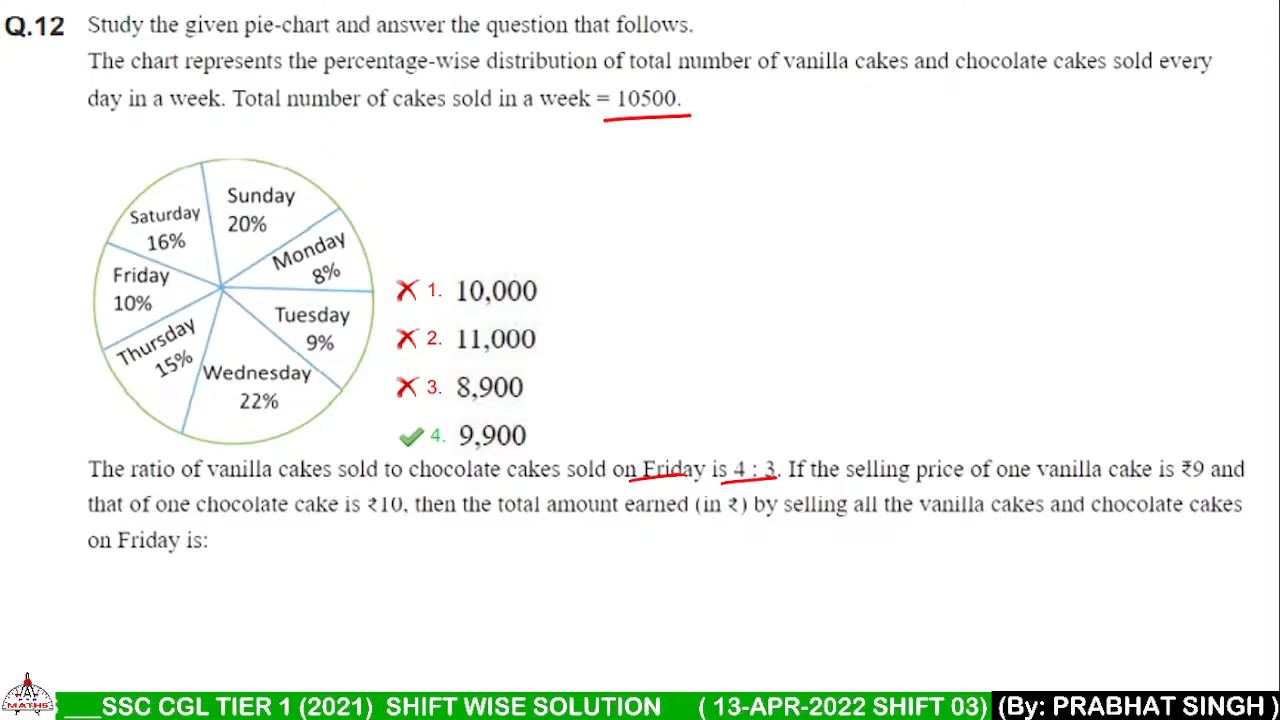 Q.12 Study the given pie-chart and answer the question that follows.
The chart represents the percentage-wise distribution of total number of vanilla cakes and chocolate cakes sold every
day in a week. Total number of cakes sold in a week = 10500.
Sunday
20%
Saturday
16%
Monday
8%
Friday
10%
Tuesday
9%
Thursday
15%
Wednesday
22%
1. 10,000
2. 11,000
3. 8,900
4. 9,900
The ratio of vanilla cakes sold to chocolate cakes sold on Friday is 4 : 3. If the selling price of one vanilla cake is ₹9 and
that of one chocolate cake is ₹10, then the total amount earned (in ₹) by selling all the vanilla cakes and chocolate cakes
on Friday is:
MATHS
___SSC CGL TIER 1 (2021) SHIFT WISE SOLUTION ( 13-APR-2022 SHIFT 03) (By: PRABHAT SINGH )